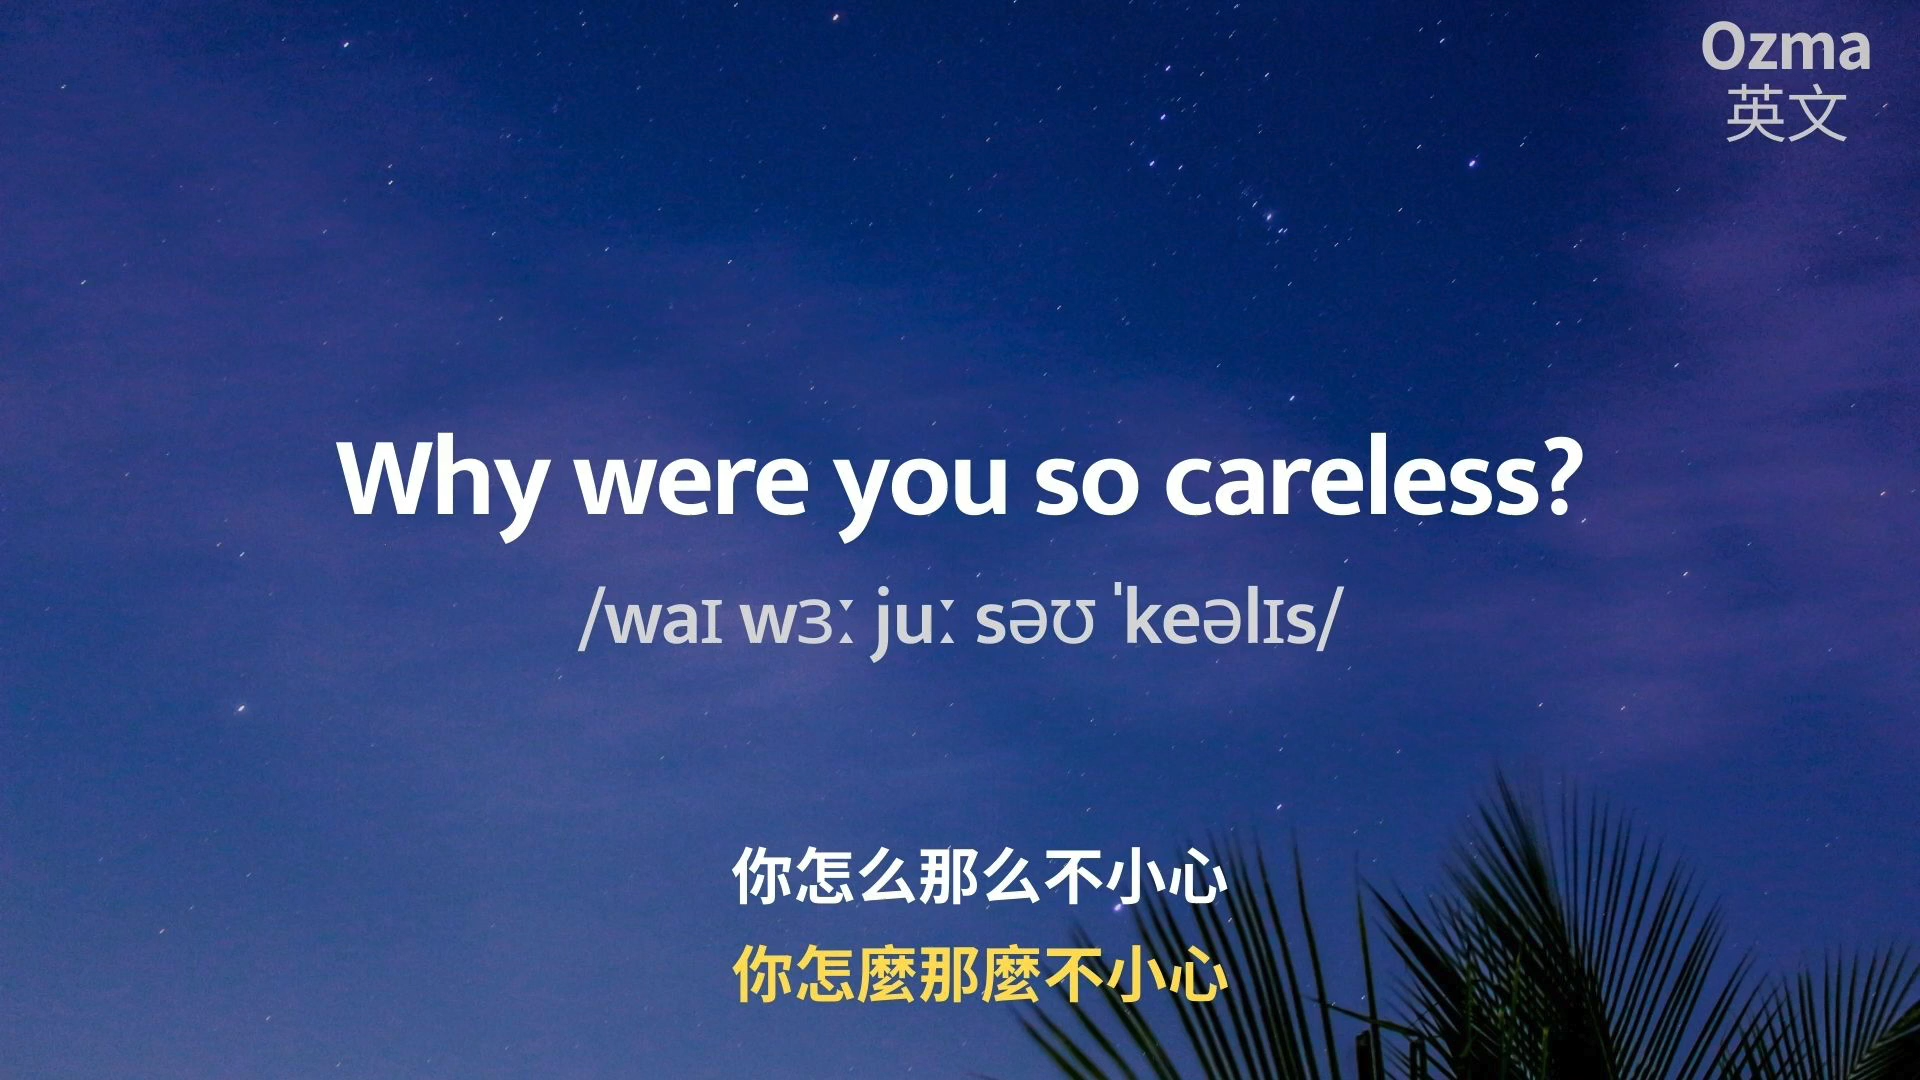 Ozma
英文
Why were you so careless?
/waɪ wɜː juː səʊ ˈkeəlɪs/
你怎么那么不小心
你怎麼那麼不小心